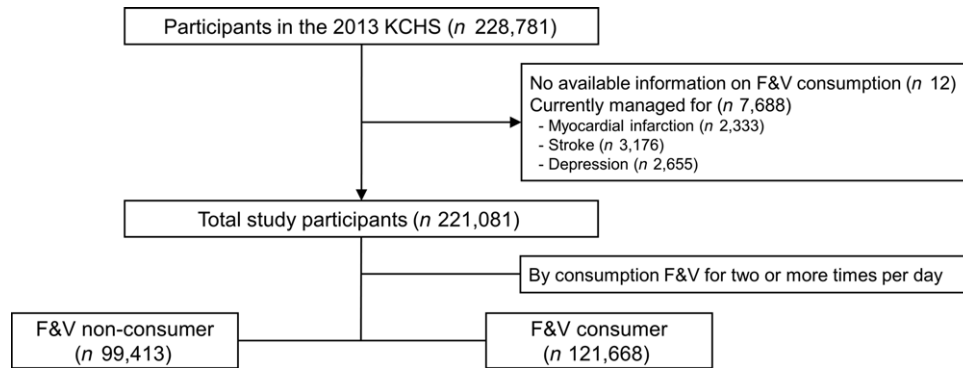 Participants in the 2013 KCHS (n 228,781)
No available information on F&V consumption (n 12)
Currently managed for (n 7,688)
- Myocardial infarction (n 2,333)
- Stroke (n 3,176)
- Depression (n 2,655)
Total study participants (n 221,081)
By consumption F&V for two or more times per day
F&V non-consumer
(n 99,413)
F&V consumer
(n 121,668)